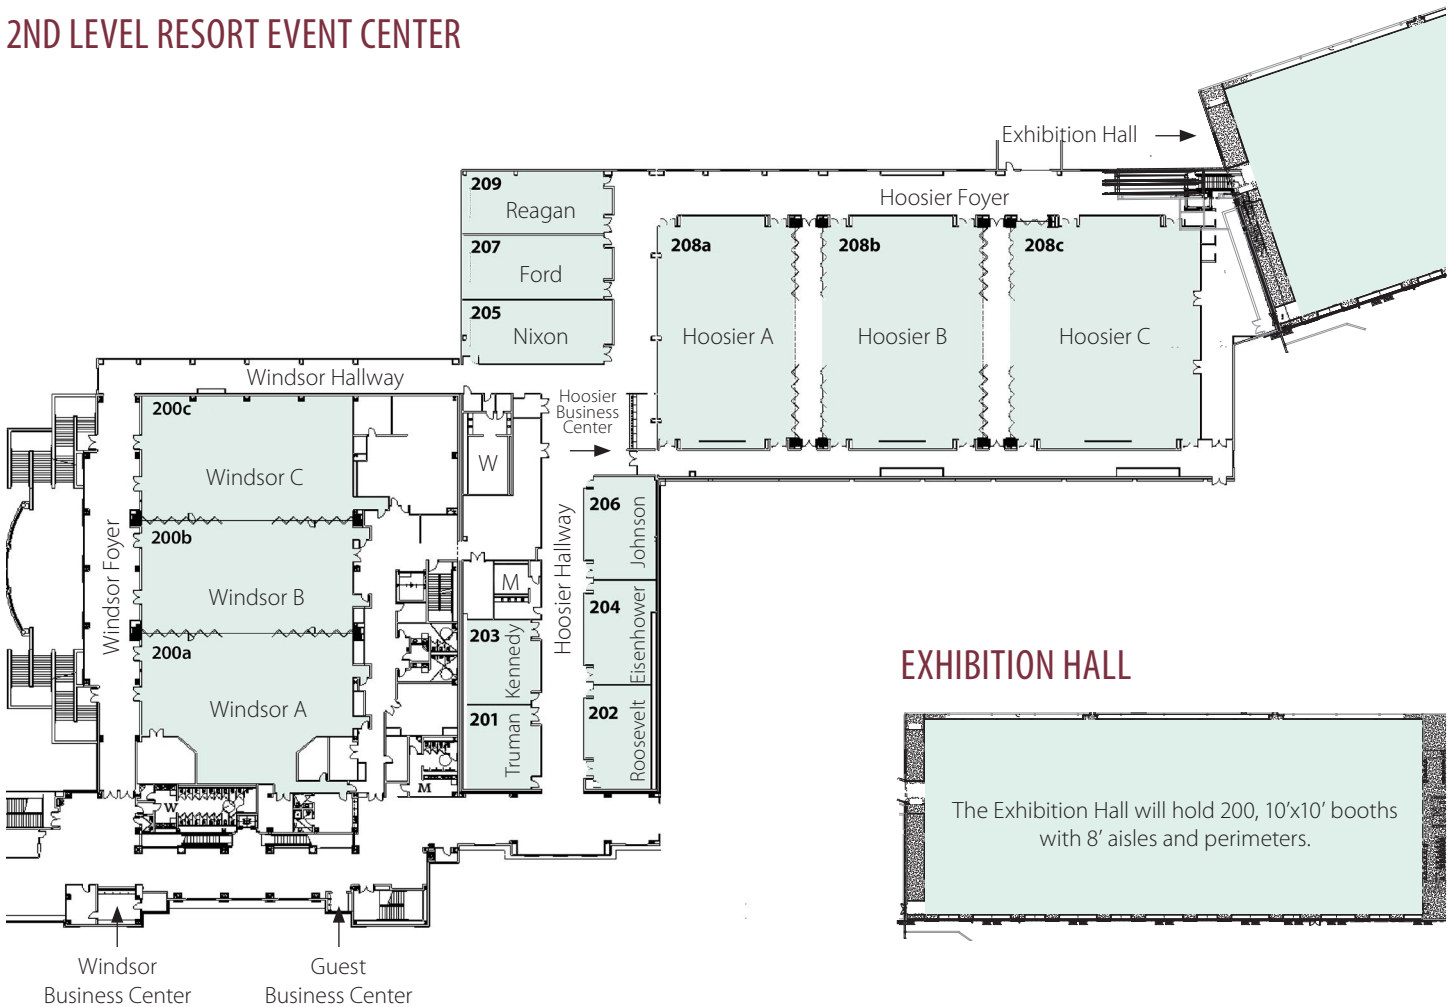 2ND LEVEL RESORT EVENT CENTER
Exhibition Hall
209
Reagan
Hoosier Foyer
207
Ford
208a
208b
208c
205
Nixon
Hoosier A
Hoosier B
Hoosier C
Windsor Hallway
Hoosier
Business
Center
200c
Windsor C
W
206
Johnson
Hoosier Hallway
200b
Windsor B
Windsor Foyer
M
204
Eisenhower
203
Kennedy
200a
Windsor A
201
Truman
202
Roosevelt
M
W
Windsor
Business Center
Guest
Business Center
EXHIBITION HALL
The Exhibition Hall will hold 200, 10’x10’ booths
with 8’ aisles and perimeters.